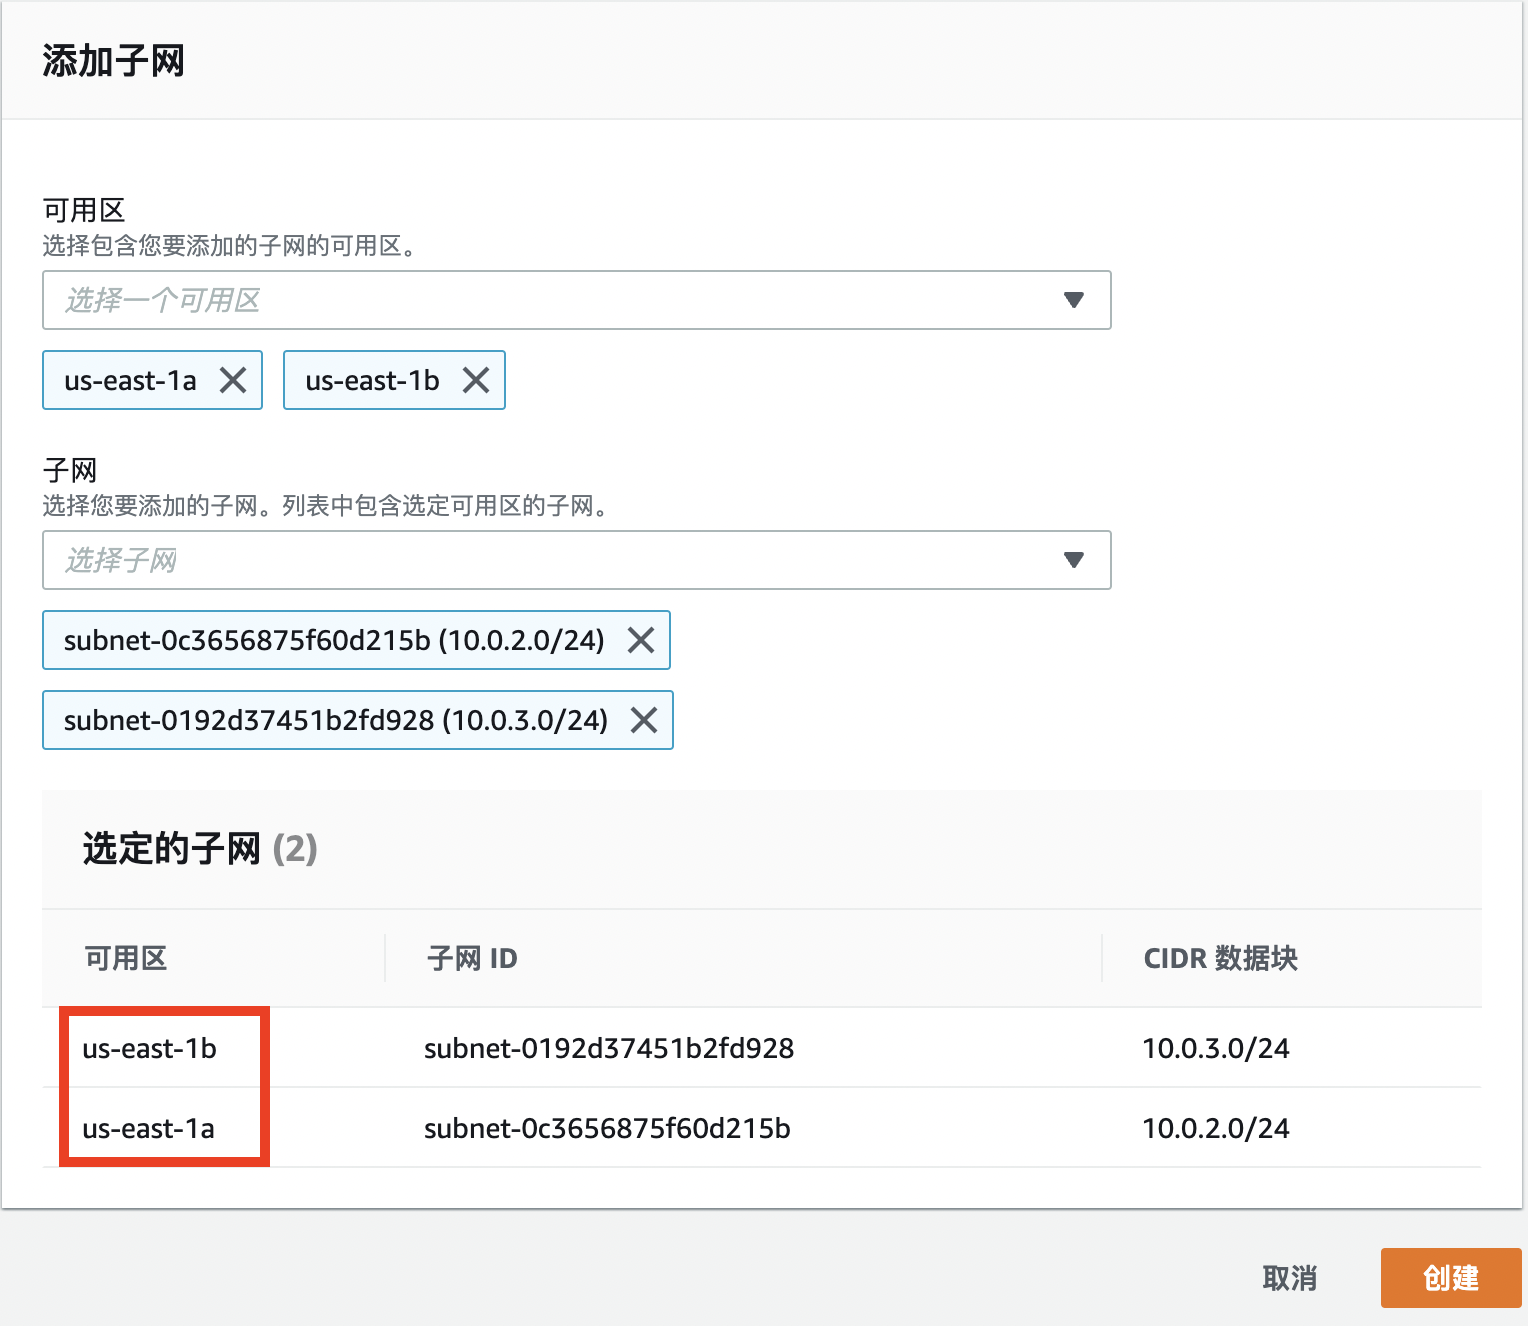 添加子网
可用区
选择包含您要添加的子网的可用区。
选择一个可用区
us-east-1a us-east-1b
子网
选择您要添加的子网。列表中包含选定可用区的子网。
选择子网
subnet-0c3656875f60d215b (10.0.2.0/24)
subnet-0192d37451b2fd928 (10.0.3.0/24)
选定的子网 (2)
可用区 子网 ID CIDR 数据块
us-east-1b subnet-0192d37451b2fd928 10.0.3.0/24
us-east-1a subnet-0c3656875f60d215b 10.0.2.0/24
取消 创建